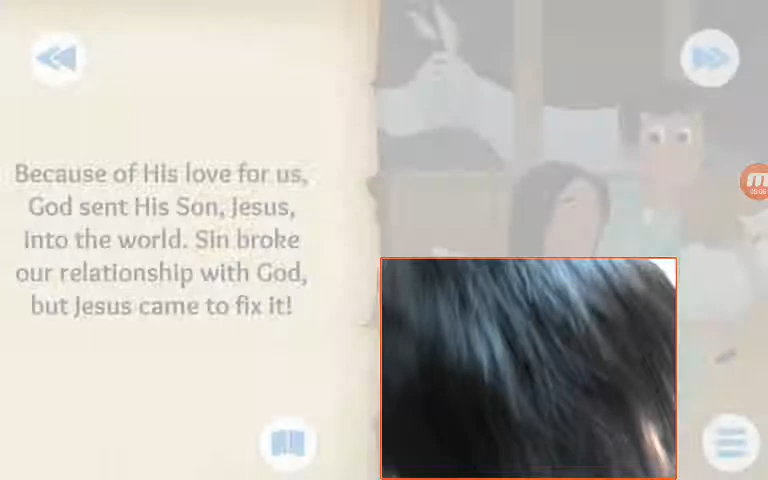 Because of His love for us,
God sent His Son, Jesus,
into the world. Sin broke
our relationship with God,
but Jesus came to fix it!